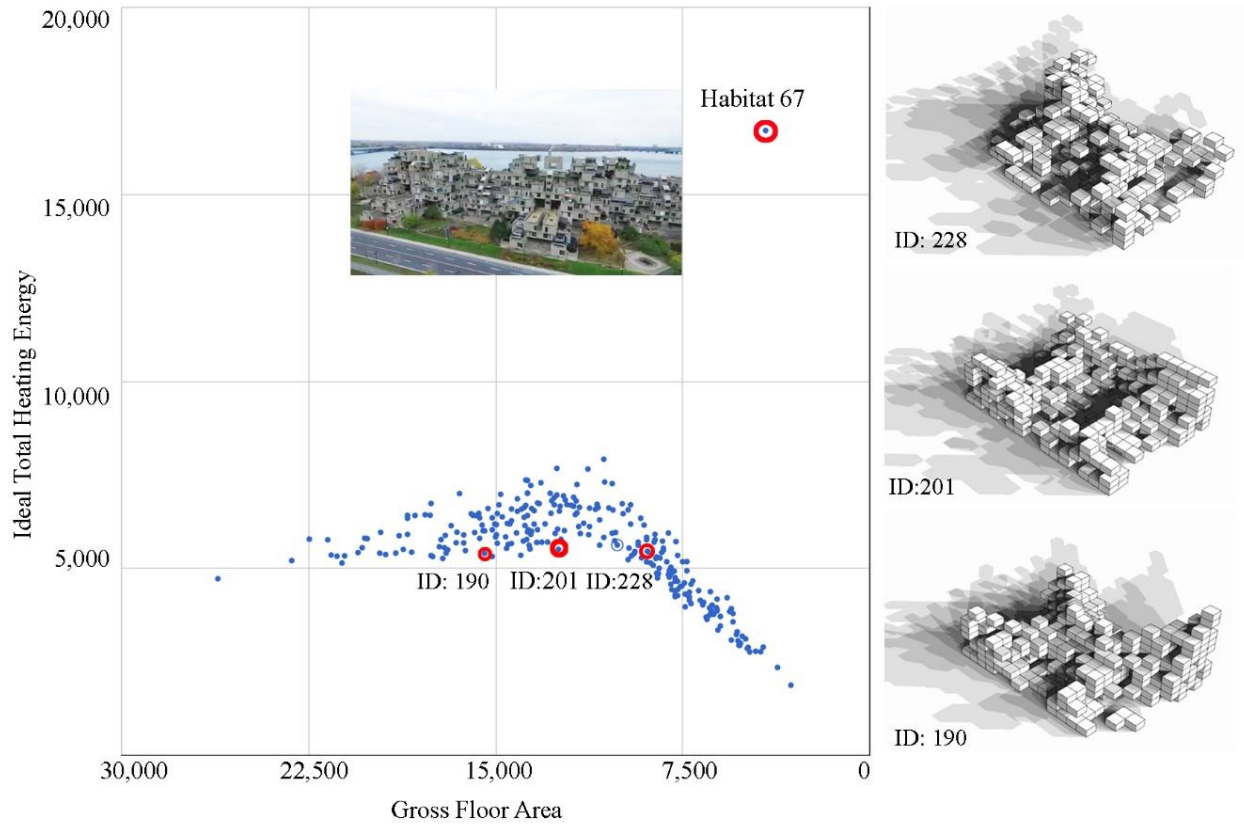 20,000
15,000
10,000
5,000
Ideal Total Heating Energy
Habitat 67
ID: 190
ID:201
ID:228
30,000
22,500
15,000
7,500
0
Gross Floor Area
ID: 228
ID:201
ID: 190